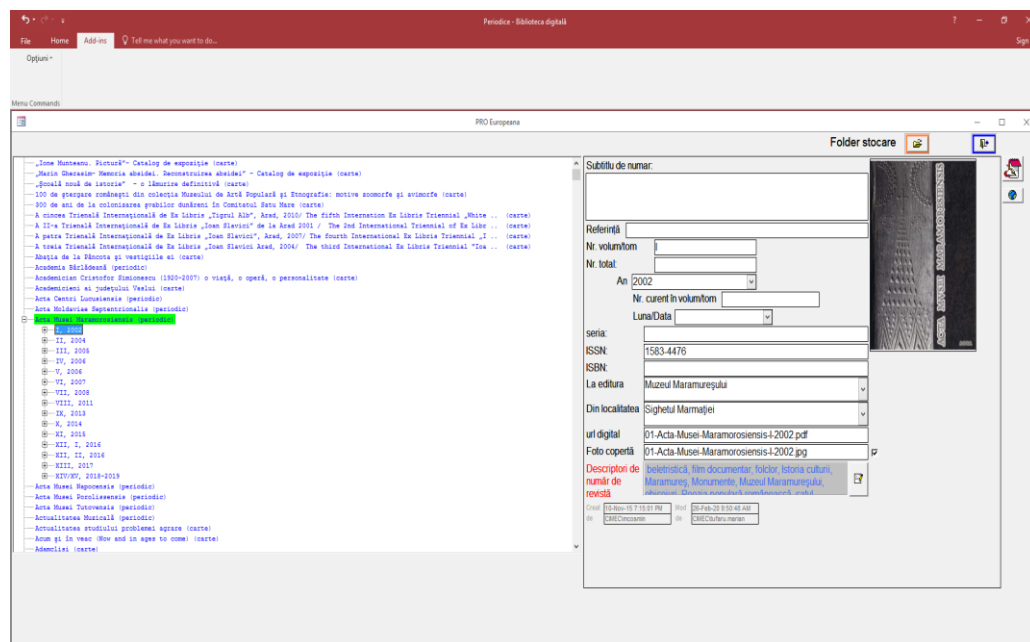 Periodice - Biblioteca digitală
File Home Add-ins Tell me what you want to do...
Sign
Opțiuni
Menu Commands
PRO Europeana
Folder stocare
„Ione Munteanu. Pictură"- Catalog de expoziție (carte)
„Marin Gherasim- Memoria absidei. Reconstruirea absidei" - Catalog de expoziție (carte)
„Școală nouă de istorie" - o lămurire definitivă (carte)
100 de ștergare românești din colecția Museului de Artă Populară și Etnografie: motive zoomorfe și avimorfe (carte)
300 de ani de la colonizarea șvabilor dunăreni în Comitatul Satu Mare (carte)
A cincea Trienală Internațională de Ex Libris „Tigrul Alb", Arad, 2010/ The fifth Internation Ex Libris Triennial „White .. (carte)
A II-a Trienală Internațională de Ex Libris „Ioan Slavici" de la Arad 2001 / The 2nd International Triennial of Ex Libr .. (carte)
A patra Trienală Internațională de Ex Libris „Ioan Slavici", Arad, 2007/ The fourth International Ex Libris Triennial „I .. (carte)
A treia Trienală Internațională de Ex Libris „Ioan Slavici Arad, 2004/ The third International Ex Libris Triennial "Ioa .. (carte)
Abația de la Pâncota și vestigiile ei (carte)
Academia Bârlădeană (periodic)
Academician Cristofor Simionescu (1920-2007) o viață, o operă, o personalitate (carte)
Academicieni ai județului Vaslui (carte)
Acta Centri Lucusiensis (periodic)
Acta Moldaviae Septentrionalis (periodic)
Acta Musei Maramorosiensis (periodic)
I, 2002
II, 2004
III, 2005
IV, 2006
V, 2006
VI, 2007
VII, 2008
VIII, 2011
IX, 2013
X, 2014
XI, 2015
XII, I, 2016
XII, II, 2016
XIII, 2017
XIV/XV, 2018-2019
Acta Musei Napocensis (periodic)
Acta Musei Porolissensis (periodic)
Acta Musei Tutovensis (periodic)
Actualitatea Muzicală (periodic)
Actualitatea studiului problemei agrare (carte)
Acum și în veac (Now and in ages to come) (carte)
Adamclisi (carte)
Subtitlu de numar:
Referință
Nr. volum/tom I
Nr. total:
An 2002
Nr. curent în volum/tom
Luna/Data
seria:
ISSN: 1583-4476
ISBN:
La editura Muzeul Maramureșului
Din localitatea Sighetul Marmației
url digital 01-Acta-Musei-Maramorosiensis-I-2002.pdf
Foto copertă 01-Acta-Musei-Maramorosiensis-I-2002.jpg
Descriptori de număr de revistă
beletristică, film documentar, folclor, Istoria culturii,
Maramureș, Monumente, Muzeul Maramureșului,
obiceiuri, Poezia populară românească, satul
Creat 10-Nov-15 7:15:01 PM Mod 28-Feb-20 9:50:48 AM
de CIMEC\ncosmin de CIMEC\tufaru.marian
ACTA MUSEI MARAMOROSIENSIS